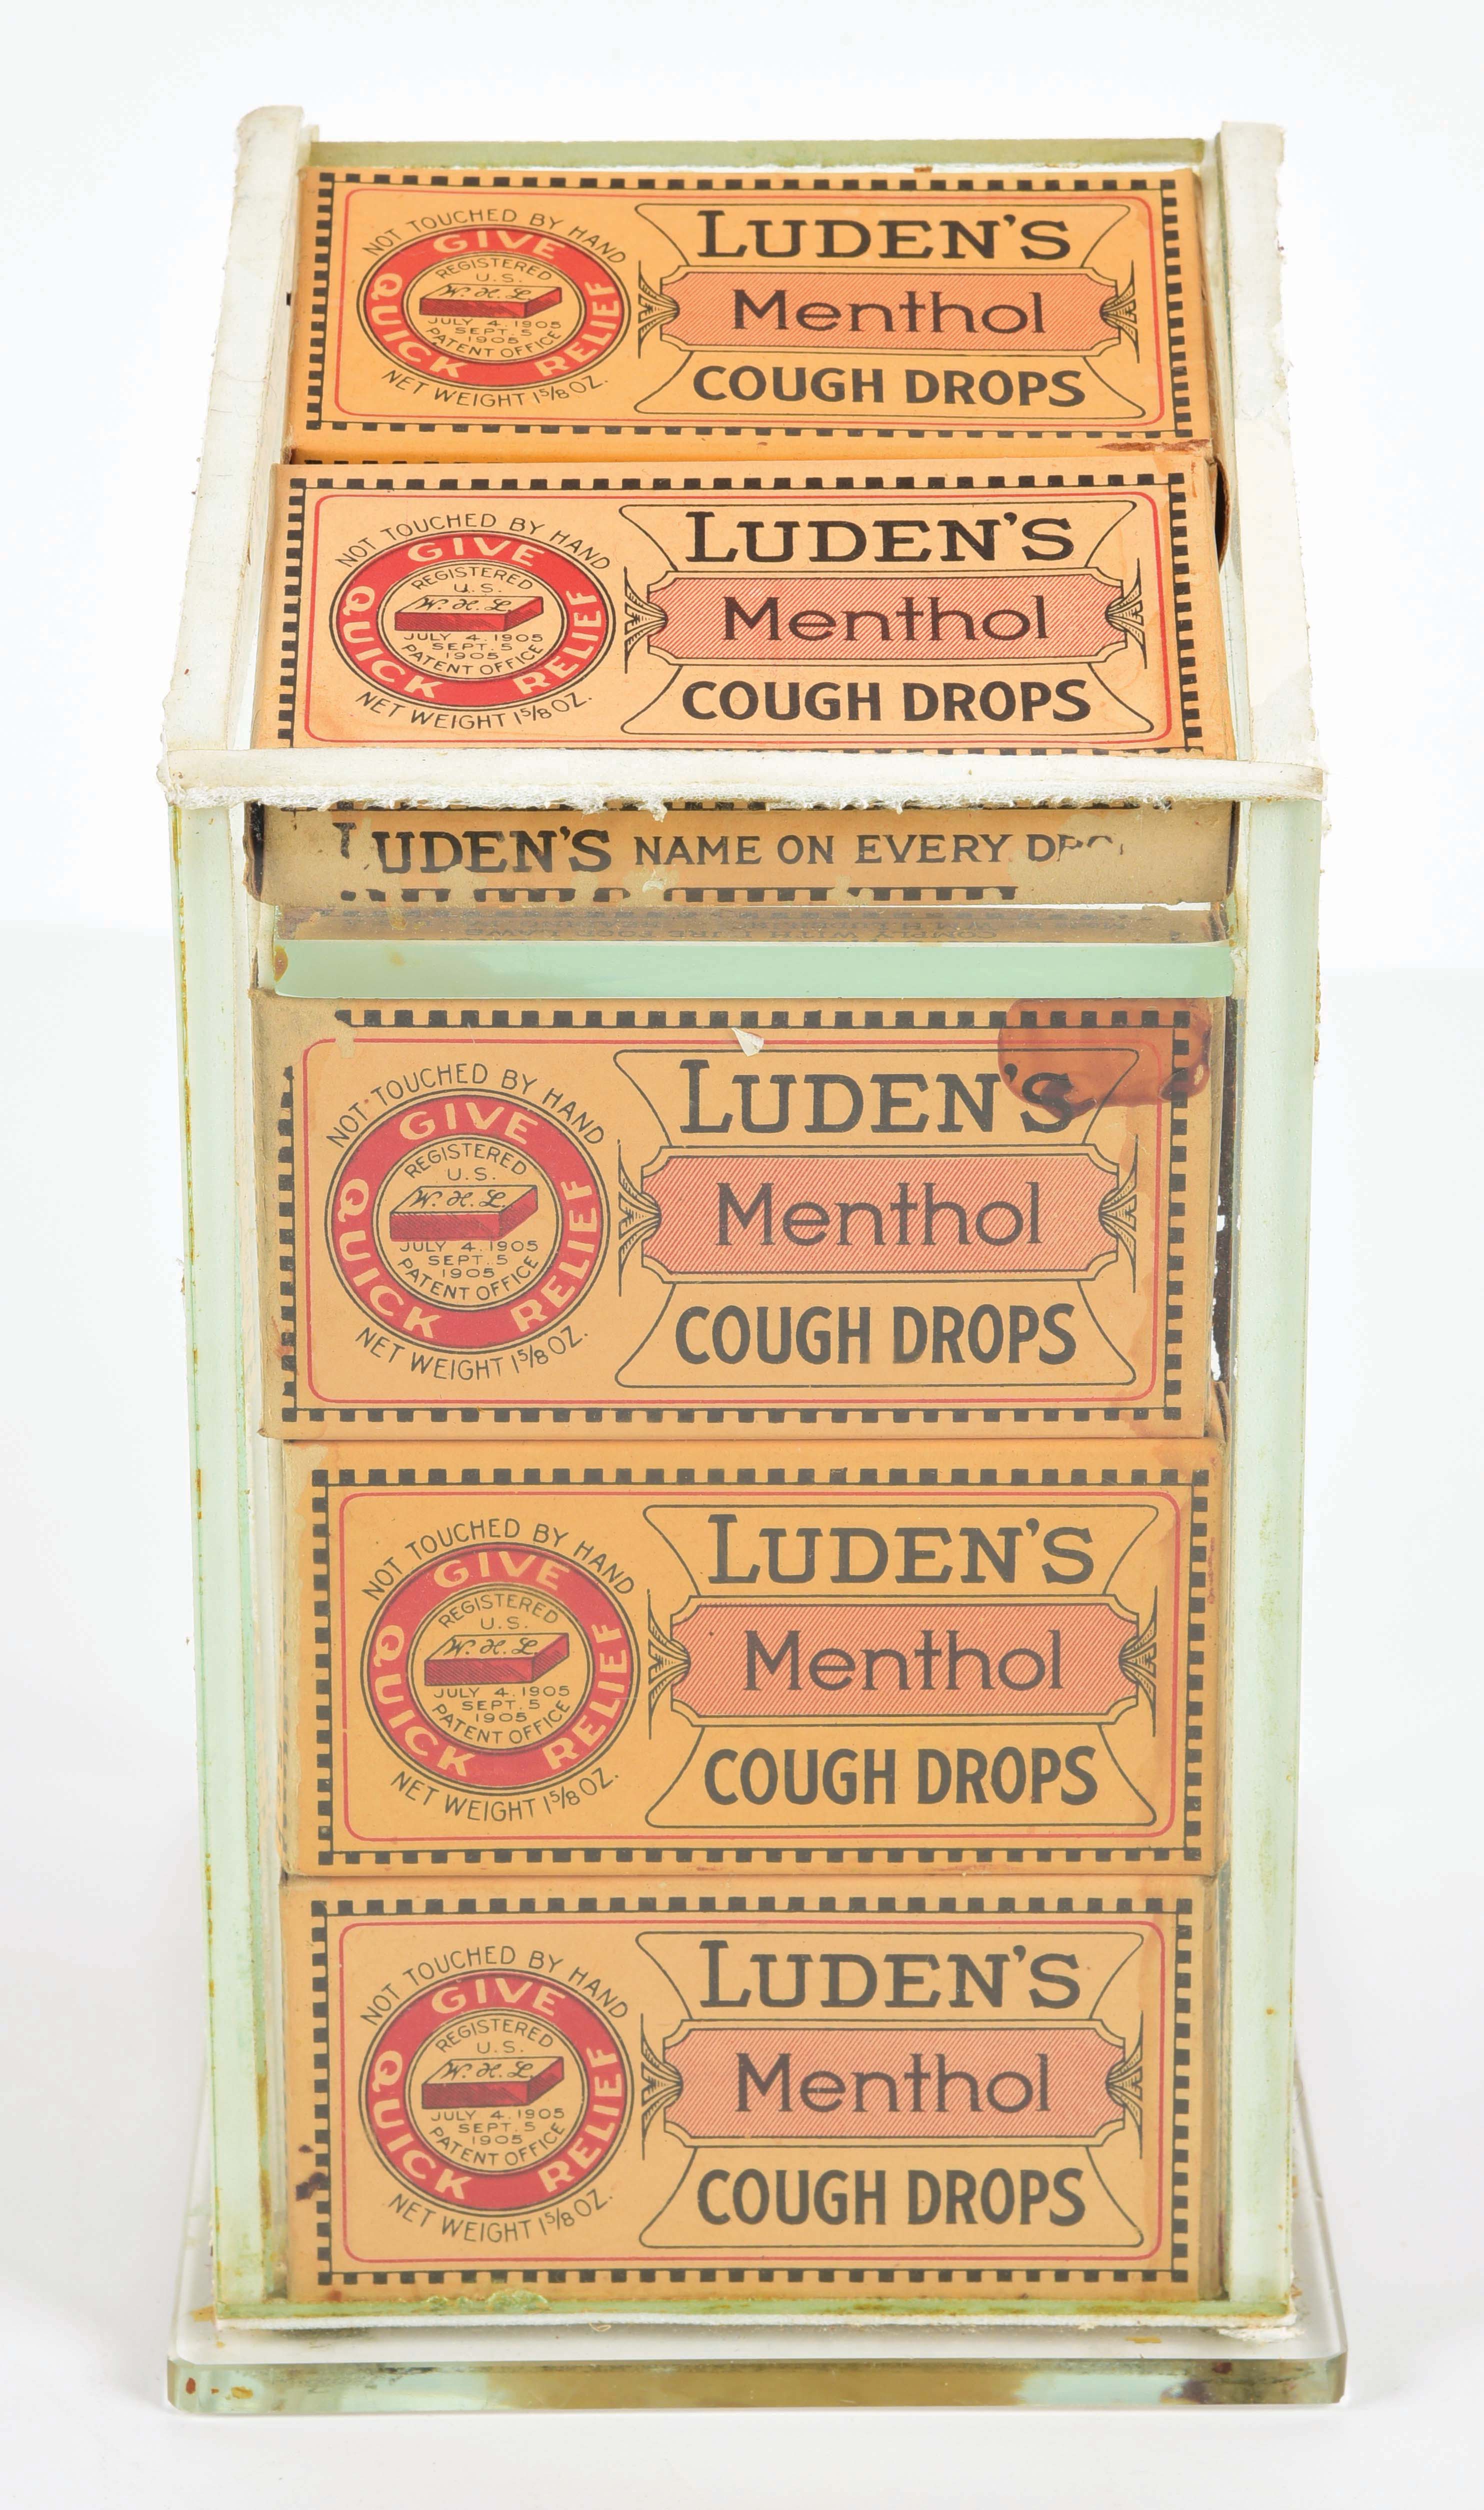 NOT TOUCHED BY HAND
GIVE QUICK RELIEF
REGISTERED
U.S.
W. H. L.
JULY 4. 1905
SEPT. 5
1905
PATENT OFFICE
NET WEIGHT 1 5/8 OZ.
LUDEN'S
Menthol
COUGH DROPS
NOT TOUCHED BY HAND
GIVE QUICK RELIEF
REGISTERED
U.S.
W. H. L.
JULY 4. 1905
SEPT. 5
1905
PATENT OFFICE
NET WEIGHT 1 5/8 OZ.
LUDEN'S
Menthol
COUGH DROPS
LUDEN'S NAME ON EVERY
NOT TOUCHED BY HAND
GIVE QUICK RELIEF
REGISTERED
U.S.
W. H. L.
JULY 4. 1905
SEPT. 5
1905
PATENT OFFICE
NET WEIGHT 1 5/8 OZ.
LUDEN'S
Menthol
COUGH DROPS
NOT TOUCHED BY HAND
GIVE QUICK RELIEF
REGISTERED
U.S.
W. H. L.
JULY 4. 1905
SEPT. 5
1905
PATENT OFFICE
NET WEIGHT 1 5/8 OZ.
LUDEN'S
Menthol
COUGH DROPS
NOT TOUCHED BY HAND
GIVE QUICK RELIEF
REGISTERED
U.S.
W. H. L.
JULY 4. 1905
SEPT. 5
1905
PATENT OFFICE
NET WEIGHT 1 5/8 OZ.
LUDEN'S
Menthol
COUGH DROPS